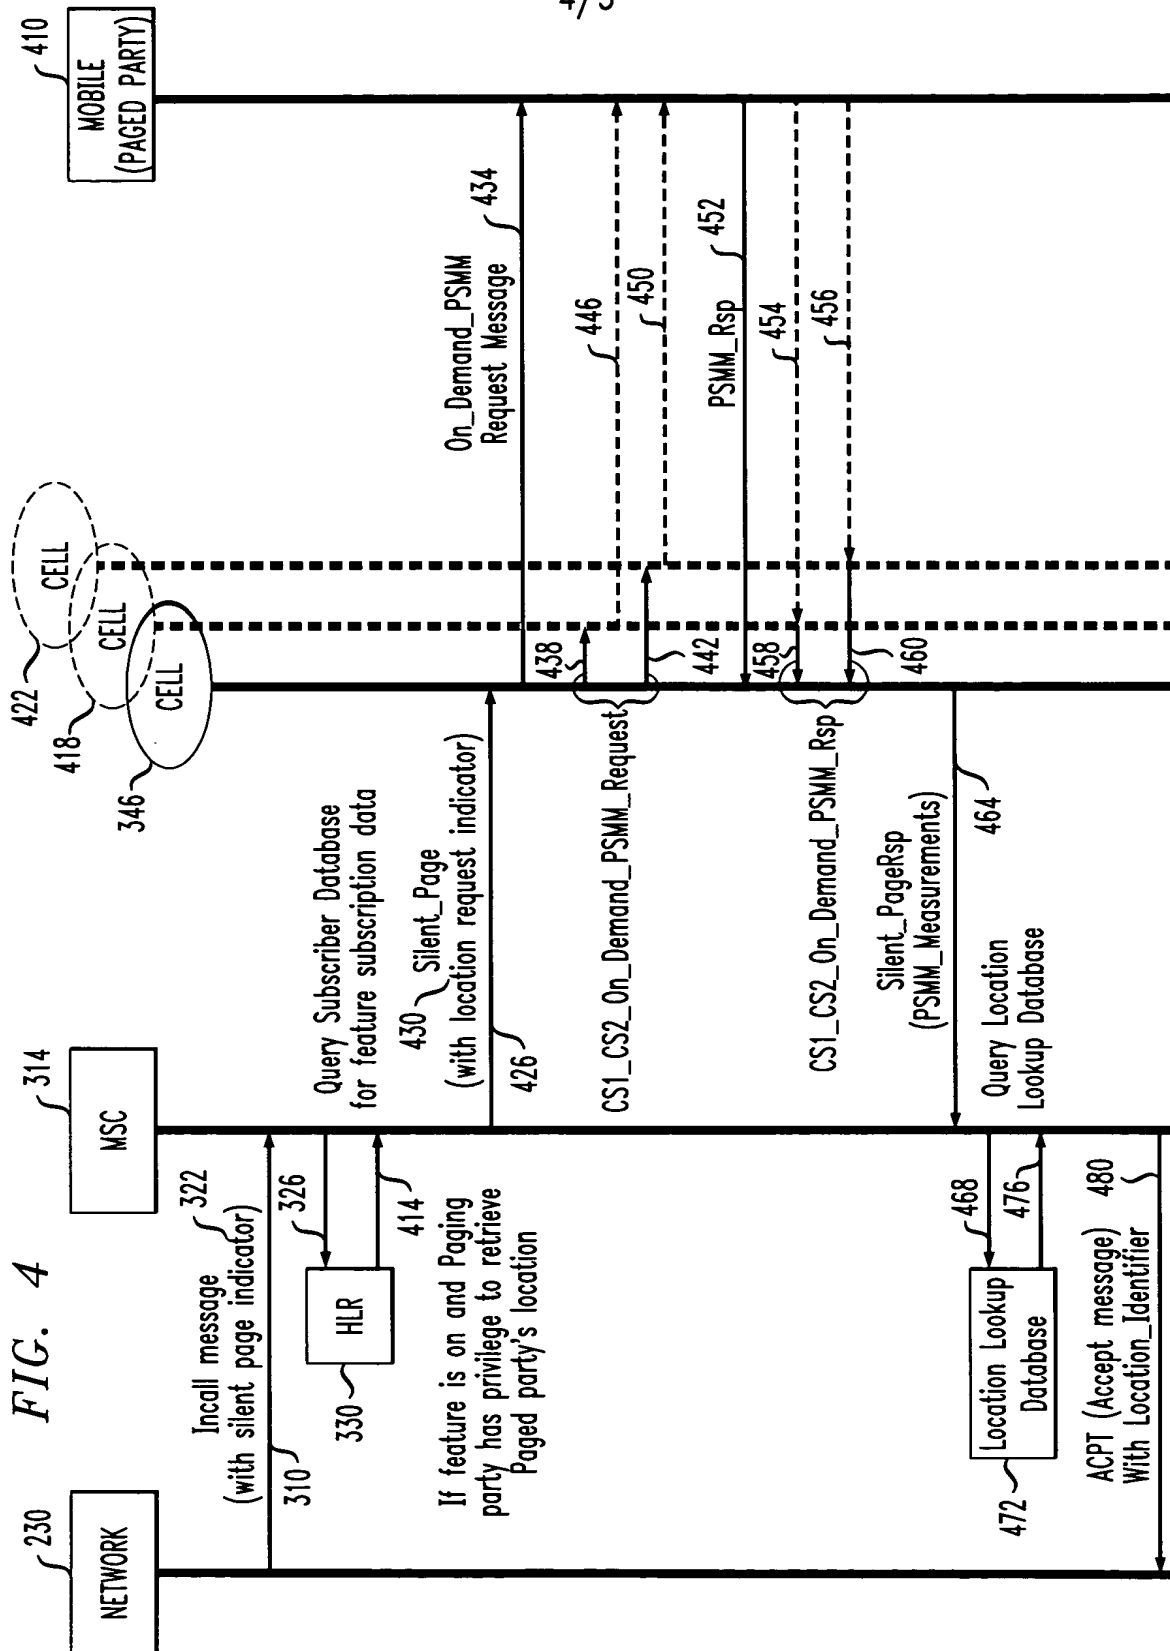 4/5
FIG. 4
230
NETWORK
314
MSC
346
CELL
418
CELL
422
CELL
410
MOBILE
(PAGED PARTY)
Incall message
322
(with silent page indicator)
310
326
Query Subscriber Database
for feature subscription data
HLR
330
414
If feature is on and Paging
party has privilege to retrieve
Paged party's location
430
Silent_Page
(with location request indicator)
426
On_Demand_PSMM
Request Message
434
438
446
442
450
CS1_CS2_On_Demand_PSMM_Request
PSMM_Rsp
452
454
458
456
460
CS1_CS2_On_Demand_PSMM_Rsp
Silent_PageRsp
(PSMM_Measurements)
464
Query Location
Lookup Database
468
Location Lookup
Database
472
476
ACPT (Accept message)
With Location_Identifier
480